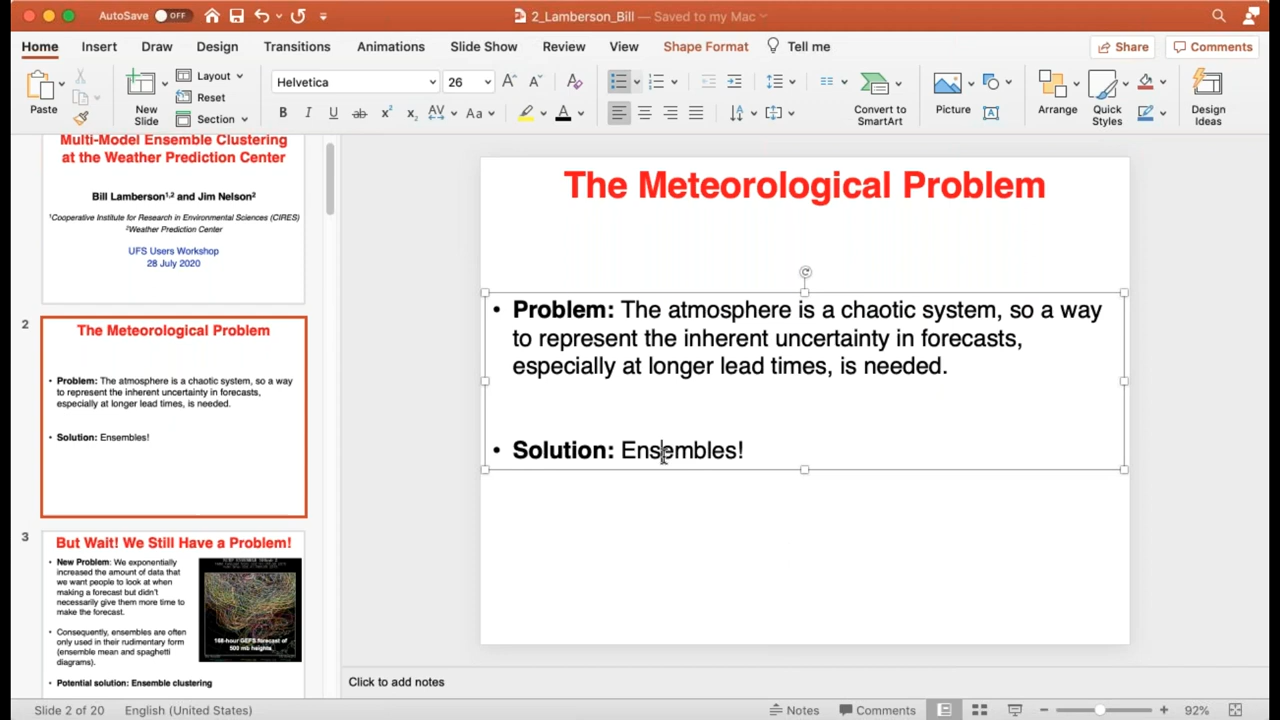 AutoSave OFF
2_Lamberson_Bill — Saved to my Mac
Home Insert Draw Design Transitions Animations Slide Show Review View Shape Format Tell me Share Comments
Paste
New Slide
Layout
Reset
Section
Helvetica 26
Convert to SmartArt
Picture
Arrange
Quick Styles
Design Ideas
Multi-Model Ensemble Clustering
at the Weather Prediction Center
Bill Lamberson1,2 and Jim Nelson2
1Cooperative Institute for Research in Environmental Sciences (CIRES)
2Weather Prediction Center
UFS Users Workshop
28 July 2020
2
The Meteorological Problem
• Problem: The atmosphere is a chaotic system, so a way
to represent the inherent uncertainty in forecasts,
especially at longer lead times, is needed.
• Solution: Ensembles!
3
But Wait! We Still Have a Problem!
• New Problem: We exponentially
increased the amount of data that
we want people to look at when
making a forecast but didn't
necessarily give them more time to
make the forecast.
• Consequently, ensembles are often
only used in their rudimentary form
(ensemble mean and spaghetti
diagrams).
168-hour GEFS forecast of
500 mb heights
• Potential solution: Ensemble clustering
The Meteorological Problem
• Problem: The atmosphere is a chaotic system, so a way
to represent the inherent uncertainty in forecasts,
especially at longer lead times, is needed.
• Solution: Ensembles!
Click to add notes
Slide 2 of 20 English (United States) Notes Comments 92%